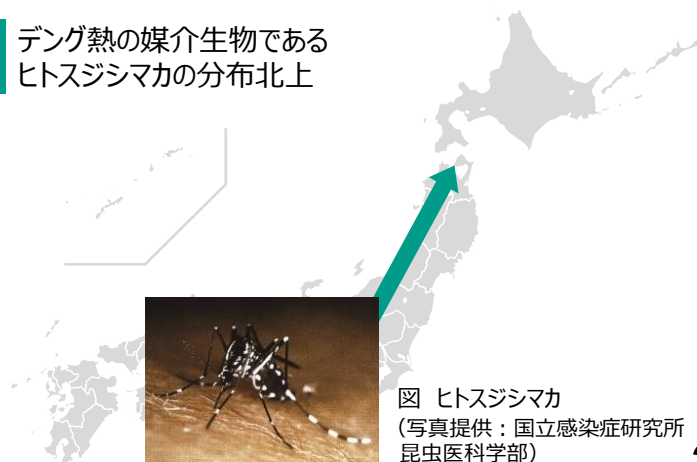 デング熱の媒介生物である
ヒトスジシマカの分布北上
図 ヒトスジシマカ
(写真提供:国立感染症研究所
昆虫医科学部)